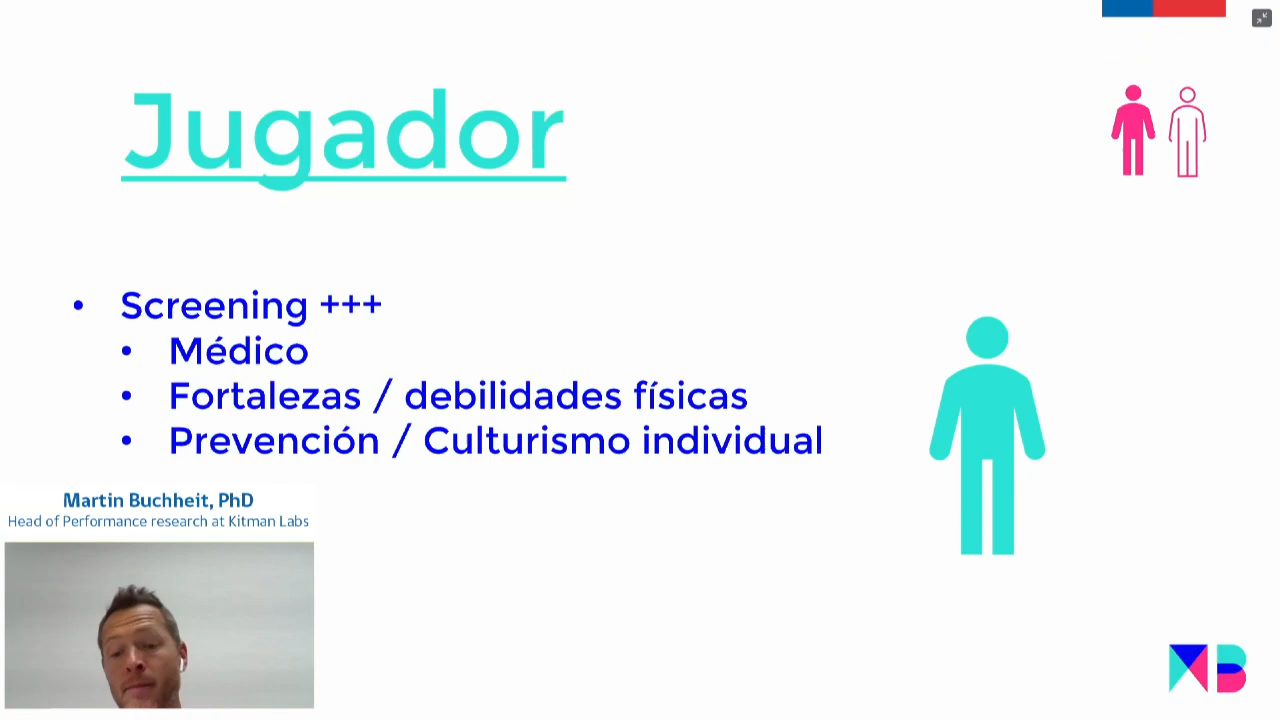 Jugador
• Screening +++
• Médico
• Fortalezas / debilidades físicas
• Prevención / Culturismo individual
Martin Buchheit, PhD
Head of Performance research at Kitman Labs
MB